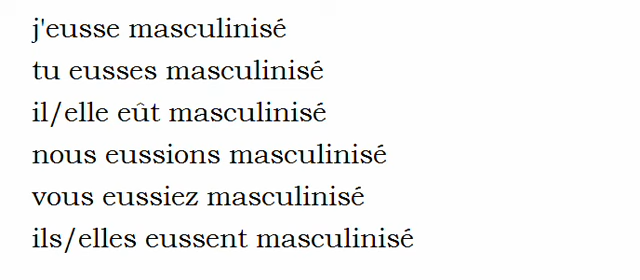 j'eusse masculinisé
tu eusses masculinisé
il/elle eût masculinisé
nous eussions masculinisé
vous eussiez masculinisé
ils/elles eussent masculinisé